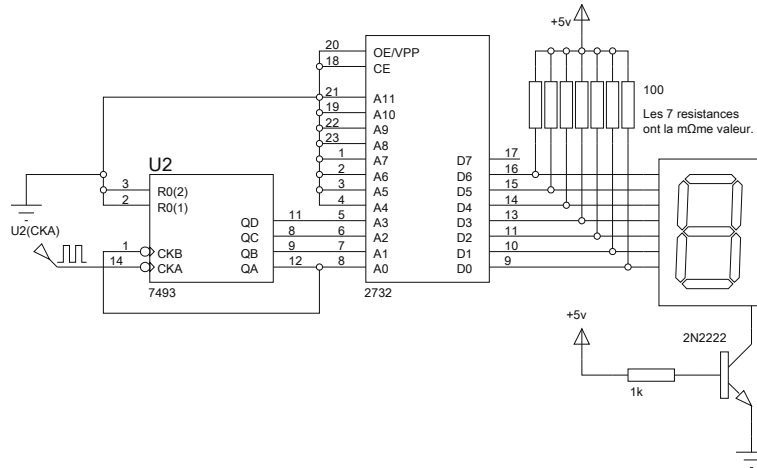 +5v
20
OE/VPP
18
CE
21
A11
19
A10
22
A9
23
A8
1
A7
2
A6
3
A5
4
A4
5
A3
6
A2
7
A1
8
A0
2732
D7
17
D6
16
D5
15
D4
14
D3
13
D2
11
D1
10
D0
9
100
Les 7 resistances
ont la mΩme valeur.
U2
3
R0(2)
2
R0(1)
U2(CKA)
1
CKB
14
CKA
QD
11
QC
8
QB
9
QA
12
7493
+5v
1k
2N2222